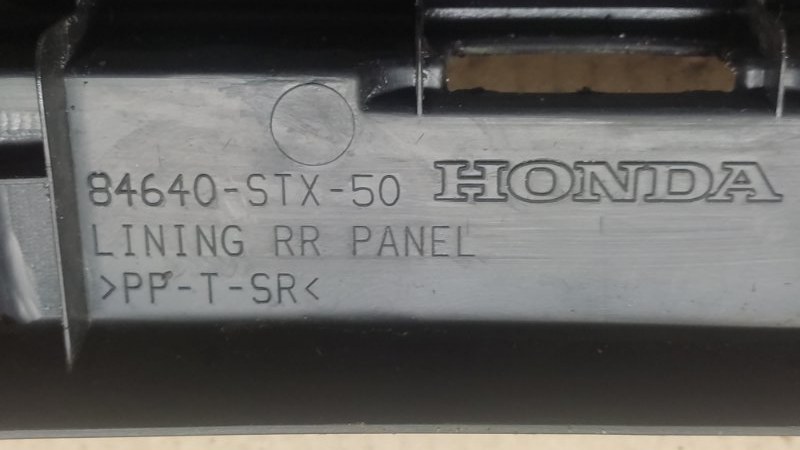 84640-STX-50 HONDA
LINING RR PANEL
>PP-T-SR<